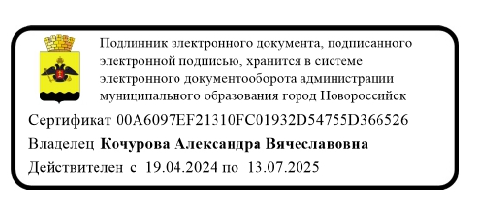 Подлинник электронного документа, подписанного
электронной подписью, хранится в системе
электронного документооборота администрации
муниципального образования город Новороссийск
Сертификат 00A6097EF21310FC01932D54755D366526
Владелец Кочурова Александра Вячеславовна
Действителен с 19.04.2024 по 13.07.2025